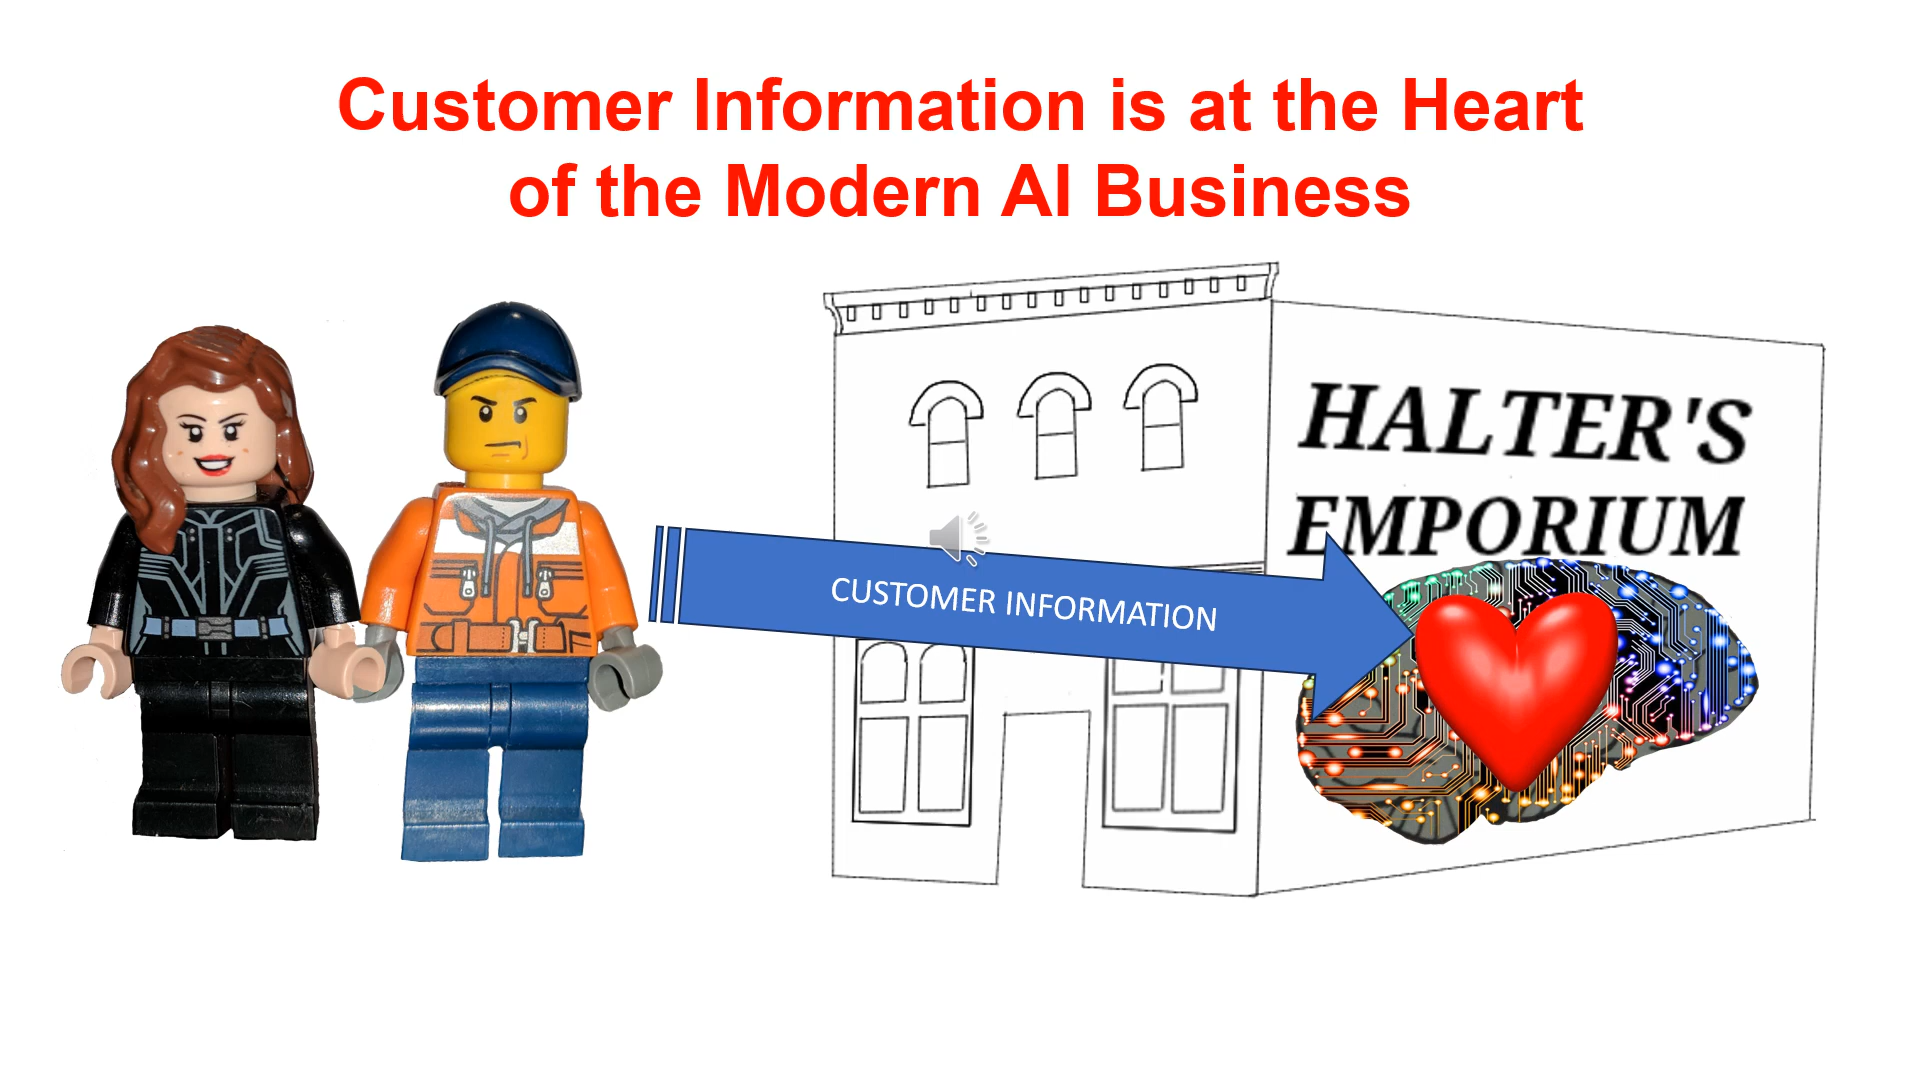 Customer Information is at the Heart
of the Modern AI Business
HALTER'S
EMPORIUM
CUSTOMER INFORMATION